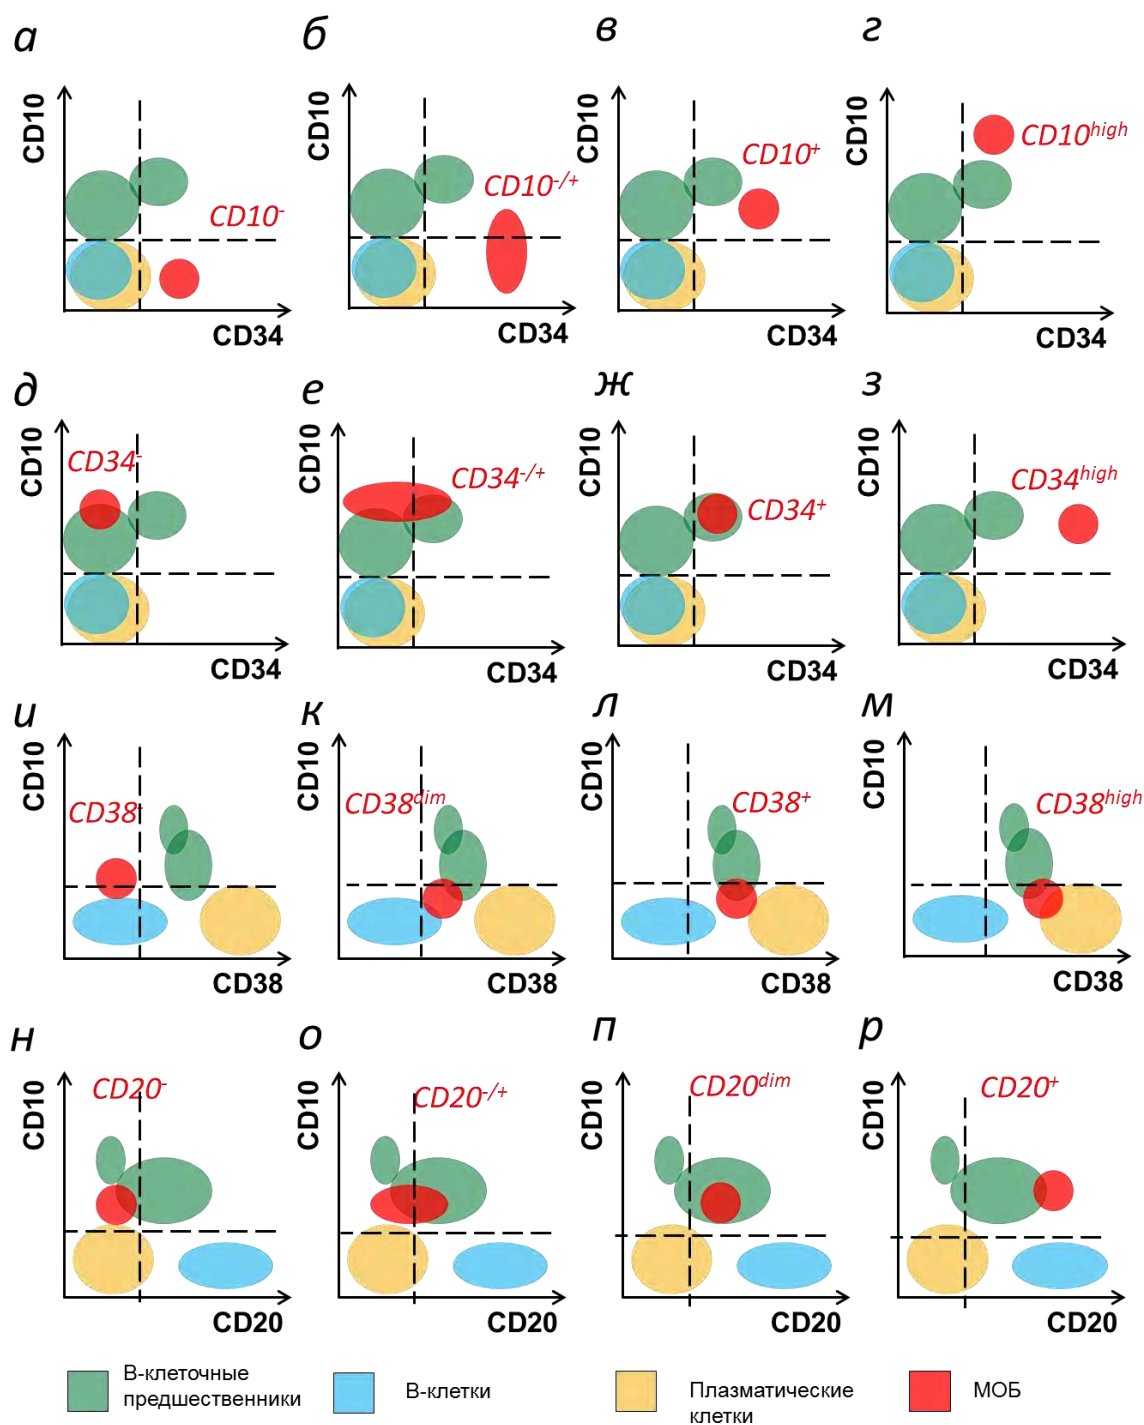 а б в г
CD10 CD10 CD10 CD10
CD10⁻ CD10⁻/⁺ CD10⁺ CD10ʰⁱᵍʰ
CD34 CD34 CD34 CD34
д е ж з
CD10 CD10 CD10 CD10
CD34⁻ CD34⁻/⁺ CD34⁺ CD34ʰⁱᵍʰ
CD34 CD34 CD34 CD34
и к л м
CD10 CD10 CD10 CD10
CD38⁻ CD38ᵈⁱᵐ CD38⁺ CD38ʰⁱᵍʰ
CD38 CD38 CD38 CD38
н о п р
CD10 CD10 CD10 CD10
CD20⁻ CD20⁻/⁺ CD20ᵈⁱᵐ CD20⁺
CD20 CD20 CD20 CD20
В-клеточные
предшественники
В-клетки
Плазматические
клетки
МОБ